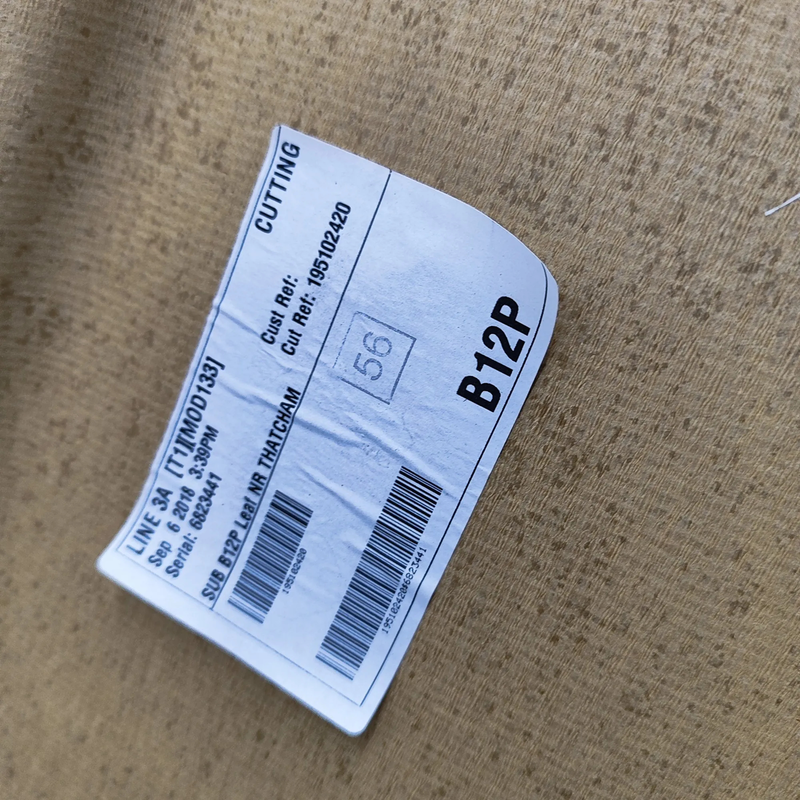 LINE 3A [T1][MOD133]
CUTTING
Sep 6 2018 3:39PM
Serial: 6823441
Cust Ref:
Cut Ref: 195102420
SUB B12P Leaf NR THATCHAM
195102420
56
B12P
1951024206823441